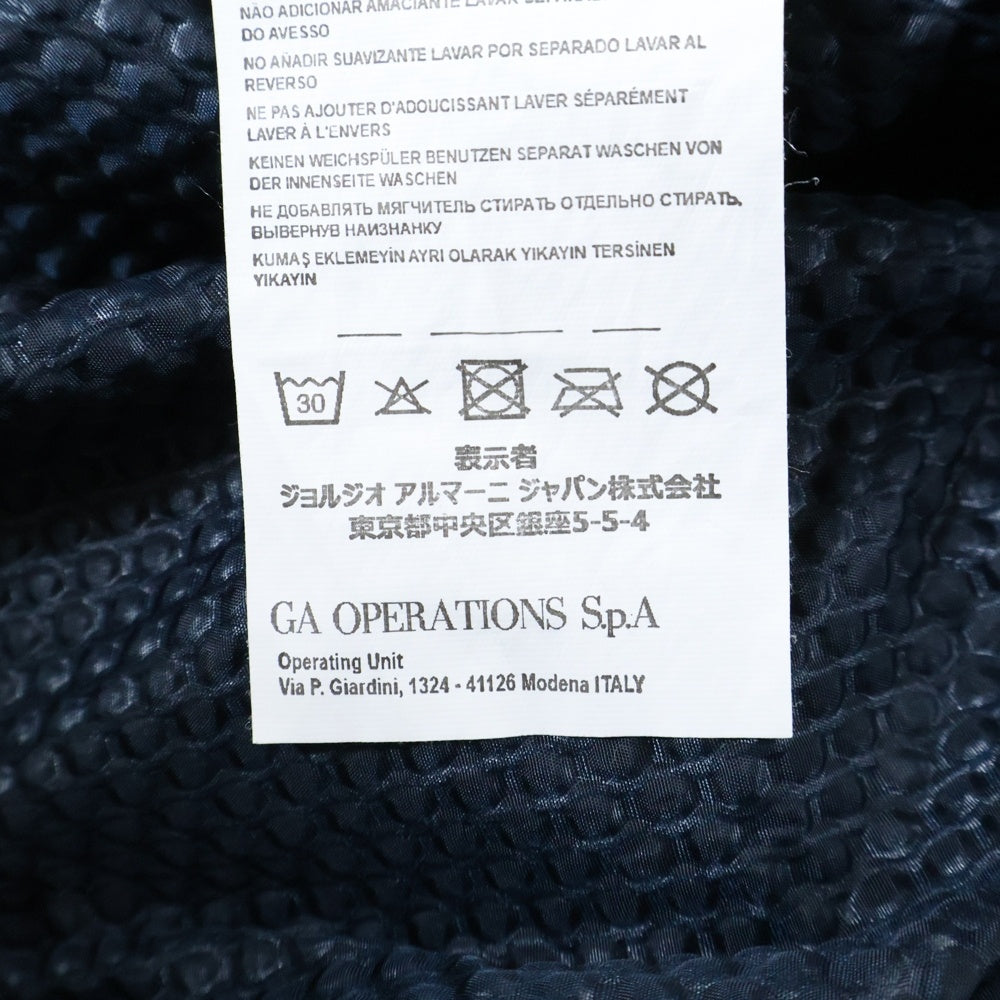 NÃO ADICIONAR AMACIANTE LAVAR
DO AVESSO
NO AÑADIR SUAVIZANTE LAVAR POR SEPARADO LAVAR AL
REVERSO
NE PAS AJOUTER D'ADOUCISSANT LAVER SÉPARÉMENT
LAVER À L'ENVERS
KEINEN WEICHSPÜLER BENUTZEN SEPARAT WASCHEN VON
DER INNENSEITE WASCHEN
НЕ ДОБАВЛЯТЬ МЯГЧИТЕЛЬ СТИРАТЬ ОТДЕЛЬНО СТИРАТЬ,
ВЫВЕРНУВ НАИЗНАНКУ
KUMAŞ EKLEMEYİN AYRI OLARAK YIKAYIN TERSİNEN
YIKAYIN
30
表示者
ジョルジオ アルマーニ ジャパン株式会社
東京都中央区銀座5-5-4
GA OPERATIONS S.p.A
Operating Unit
Via P. Giardini, 1324 - 41126 Modena ITALY